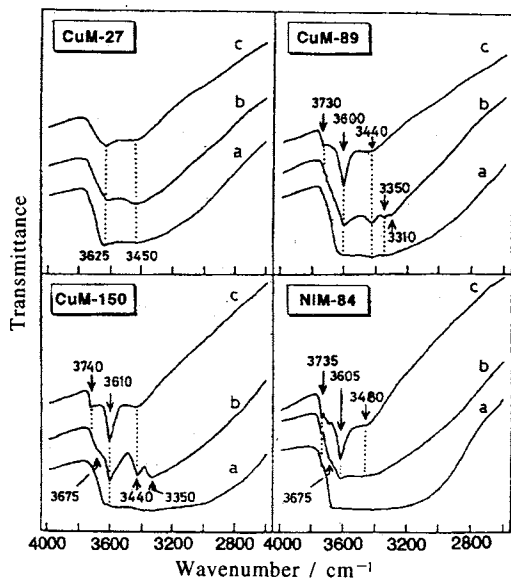 CuM-27
c
b
a
3625 3450
CuM-89
3730
3600
3440
3350
3310
c
b
a
CuM-150
3740
3610
3675
3440 3350
c
b
a
NIM-84
3735
3605
3480
3675
c
b
a
Transmittance
4000 3600 3200 2800 4000 3600 3200 2800
Wavenumber / cm⁻¹